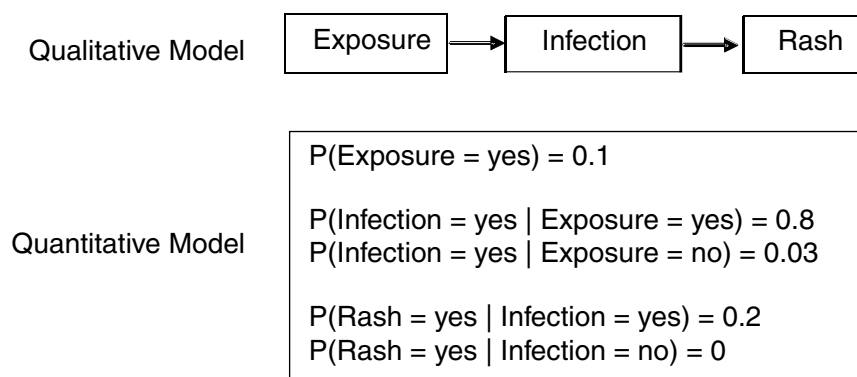 Qualitative Model
Exposure
Infection
Rash
Quantitative Model
P(Exposure = yes) = 0.1
P(Infection = yes | Exposure = yes) = 0.8
P(Infection = yes | Exposure = no) = 0.03
P(Rash = yes | Infection = yes) = 0.2
P(Rash = yes | Infection = no) = 0